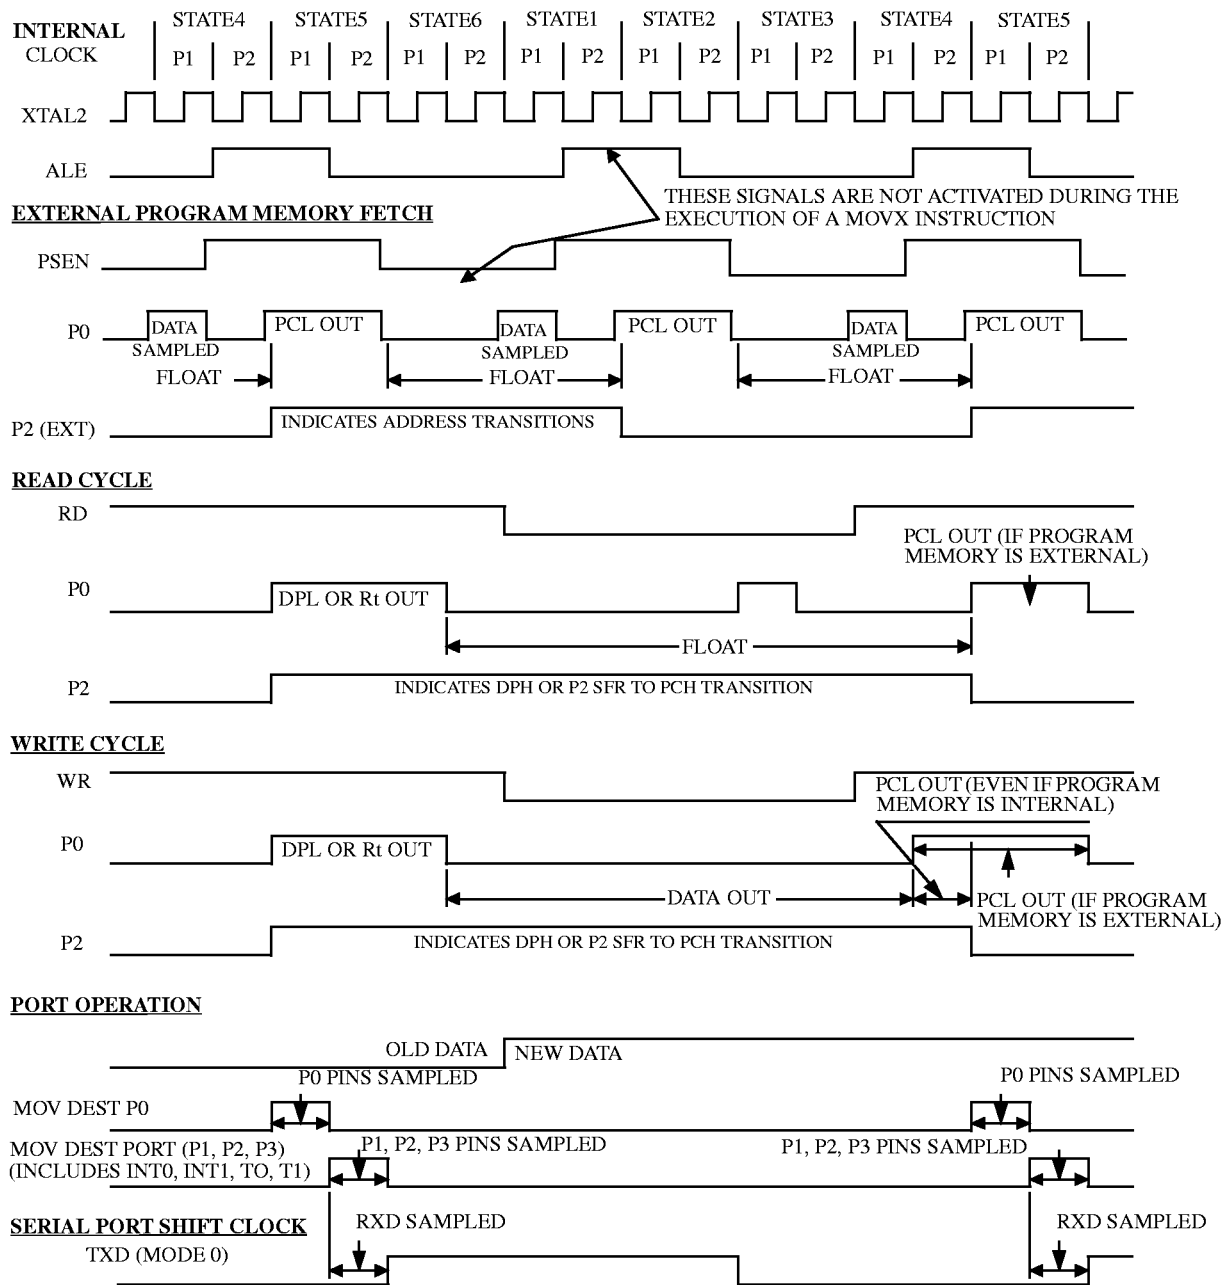 INTERNAL
CLOCK
STATE4 STATE5 STATE6 STATE1 STATE2 STATE3 STATE4 STATE5
P1 P2 P1 P2 P1 P2 P1 P2 P1 P2 P1 P2 P1 P2 P1 P2
XTAL2
ALE
THESE SIGNALS ARE NOT ACTIVATED DURING THE
EXECUTION OF A MOVX INSTRUCTION
EXTERNAL PROGRAM MEMORY FETCH
PSEN
P0
DATA
SAMPLED
PCL OUT
DATA
SAMPLED
PCL OUT
DATA
SAMPLED
PCL OUT
FLOAT FLOAT FLOAT
P2 (EXT)
INDICATES ADDRESS TRANSITIONS
READ CYCLE
RD
PCL OUT (IF PROGRAM
MEMORY IS EXTERNAL)
P0
DPL OR Rt OUT
FLOAT
P2
INDICATES DPH OR P2 SFR TO PCH TRANSITION
WRITE CYCLE
WR
PCL OUT (EVEN IF PROGRAM
MEMORY IS INTERNAL)
P0
DPL OR Rt OUT
DATA OUT
PCL OUT (IF PROGRAM
MEMORY IS EXTERNAL)
P2
INDICATES DPH OR P2 SFR TO PCH TRANSITION
PORT OPERATION
OLD DATA NEW DATA
P0 PINS SAMPLED P0 PINS SAMPLED
MOV DEST P0
MOV DEST PORT (P1, P2, P3)
(INCLUDES INT0, INT1, TO, T1)
P1, P2, P3 PINS SAMPLED P1, P2, P3 PINS SAMPLED
SERIAL PORT SHIFT CLOCK
RXD SAMPLED RXD SAMPLED
TXD (MODE 0)